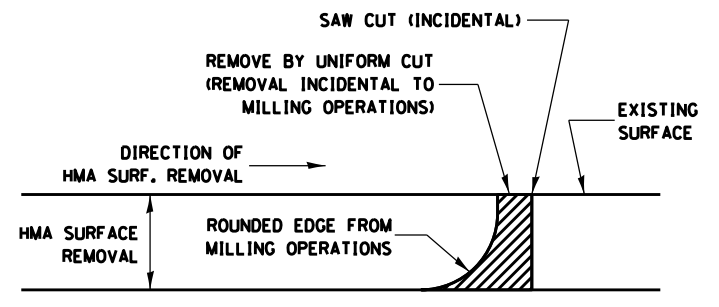 SAW CUT (INCIDENTAL)
REMOVE BY UNIFORM CUT
(REMOVAL INCIDENTAL TO
MILLING OPERATIONS)
EXISTING
SURFACE
DIRECTION OF
HMA SURF. REMOVAL
HMA SURFACE
REMOVAL
ROUNDED EDGE FROM
MILLING OPERATIONS